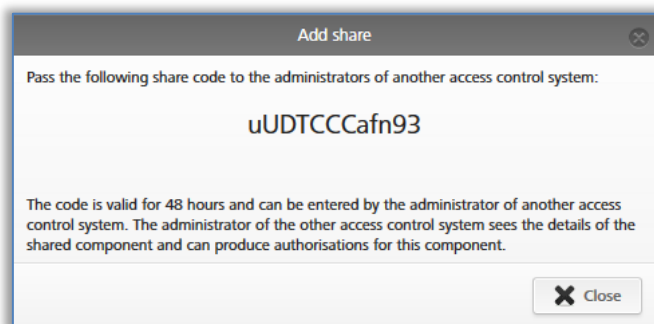 Add share
Pass the following share code to the administrators of another access control system:
uUDTCCCafn93
The code is valid for 48 hours and can be entered by the administrator of another access
control system. The administrator of the other access control system sees the details of the
shared component and can produce authorisations for this component.
Close